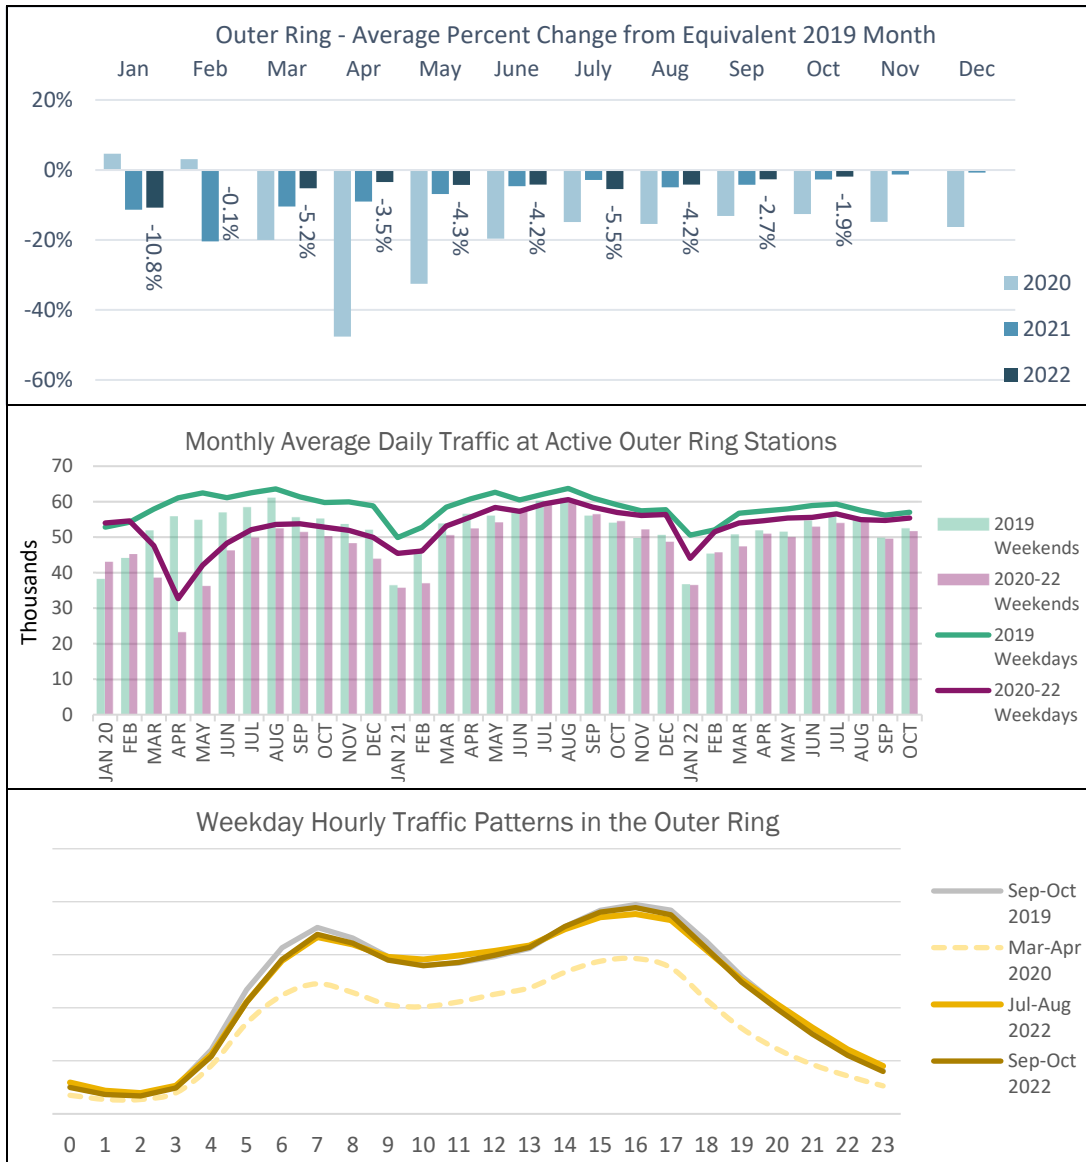 Outer Ring - Average Percent Change from Equivalent 2019 Month
Jan Feb Mar Apr May June July Aug Sep Oct Nov Dec
20%
0%
-20%
-40%
-60%
-10.8%
-0.1%
-5.2%
-3.5%
-4.3%
-4.2%
-5.5%
-4.2%
-2.7%
-1.9%
2020
2021
2022
Monthly Average Daily Traffic at Active Outer Ring Stations
Thousands
70
60
50
40
30
20
10
0
JAN 20 FEB MAR APR MAY JUN JUL AUG SEP OCT NOV DEC JAN 21 FEB MAR APR MAY JUN JUL AUG SEP OCT NOV DEC JAN 22 FEB MAR APR MAY JUN JUL AUG SEP OCT
2019
Weekends
2020-22
Weekends
2019
Weekdays
2020-22
Weekdays
Weekday Hourly Traffic Patterns in the Outer Ring
0 1 2 3 4 5 6 7 8 9 10 11 12 13 14 15 16 17 18 19 20 21 22 23
Sep-Oct
2019
Mar-Apr
2020
Jul-Aug
2022
Sep-Oct
2022